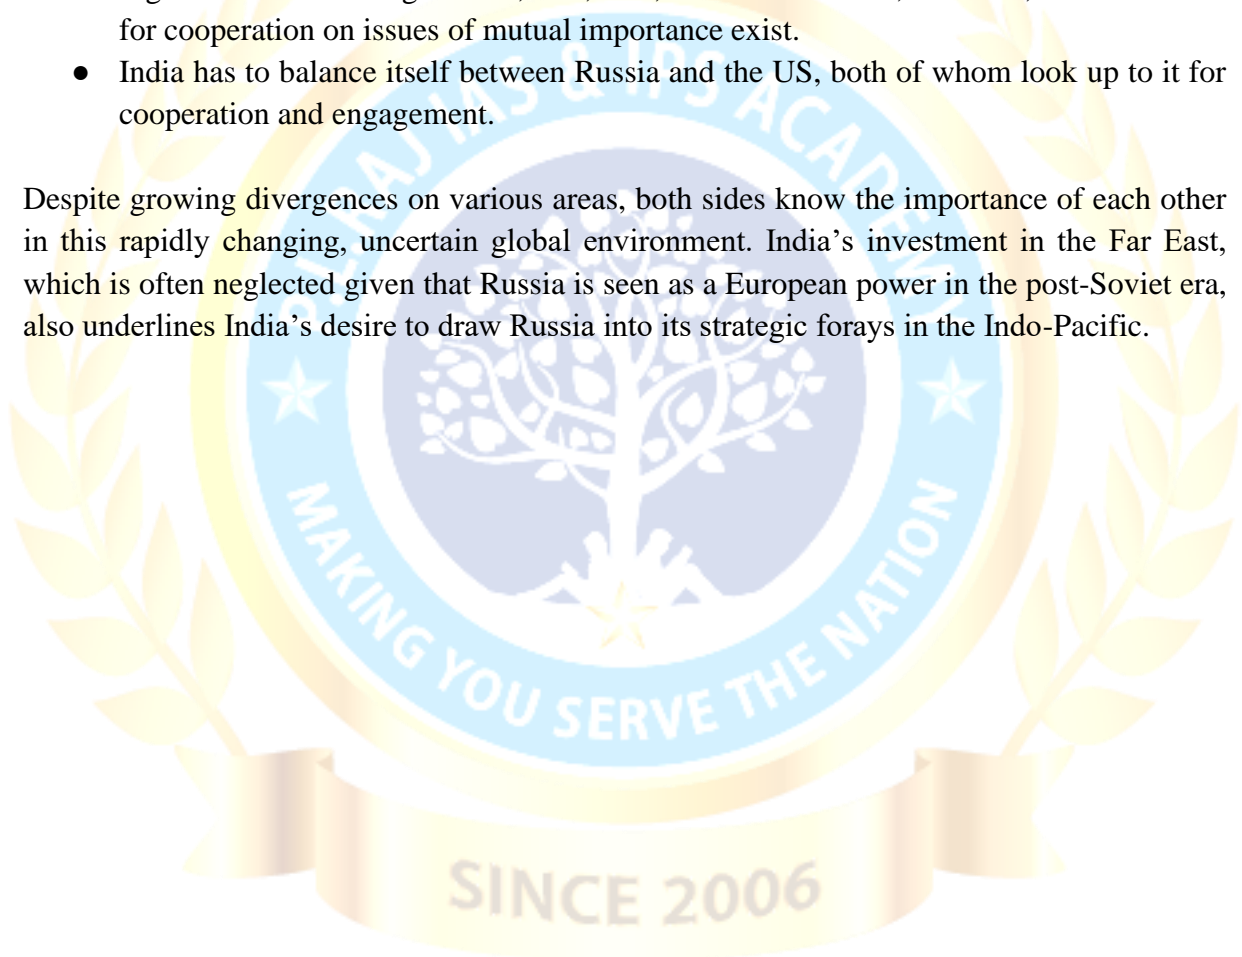 for cooperation on issues of mutual importance exist.
● India has to balance itself between Russia and the US, both of whom look up to it for
cooperation and engagement.
Despite growing divergences on various areas, both sides know the importance of each other
in this rapidly changing, uncertain global environment. India’s investment in the Far East,
which is often neglected given that Russia is seen as a European power in the post-Soviet era,
also underlines India’s desire to draw Russia into its strategic forays in the Indo-Pacific.
IAS & IPS ACADEMY
MAKING YOU SERVE THE NATION
SINCE 2006